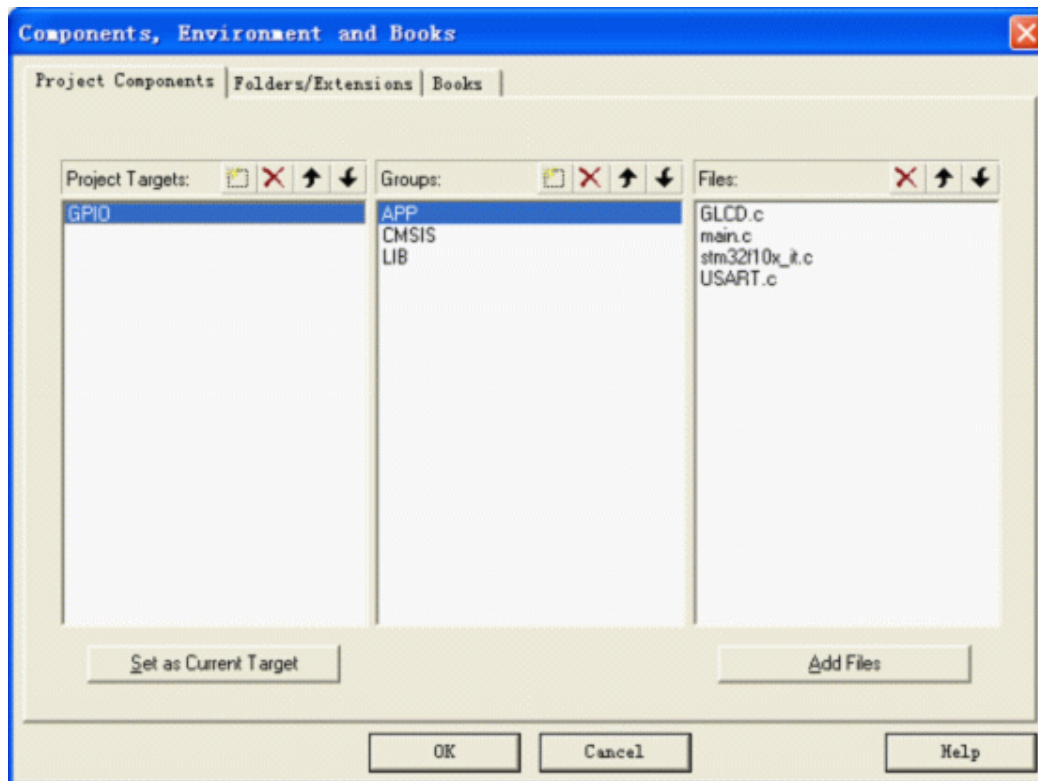 Components, Environment and Books
Project Components Folders/Extensions Books
Project Targets: Groups: Files:
GPIO APP GLCD.c
CMSIS main.c
LIB stm32f10x_it.c
USART.c
Set as Current Target Add Files
OK Cancel Help